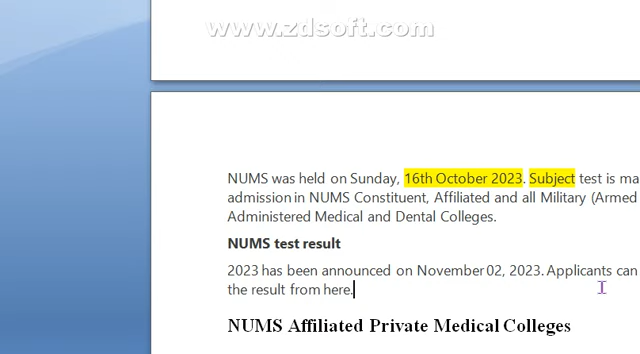 www.zdsoft.com
NUMS was held on Sunday, 16th October 2023. Subject test is ma
admission in NUMS Constituent, Affiliated and all Military (Armed
Administered Medical and Dental Colleges.
NUMS test result
2023 has been announced on November 02, 2023. Applicants can
the result from here.
NUMS Affiliated Private Medical Colleges